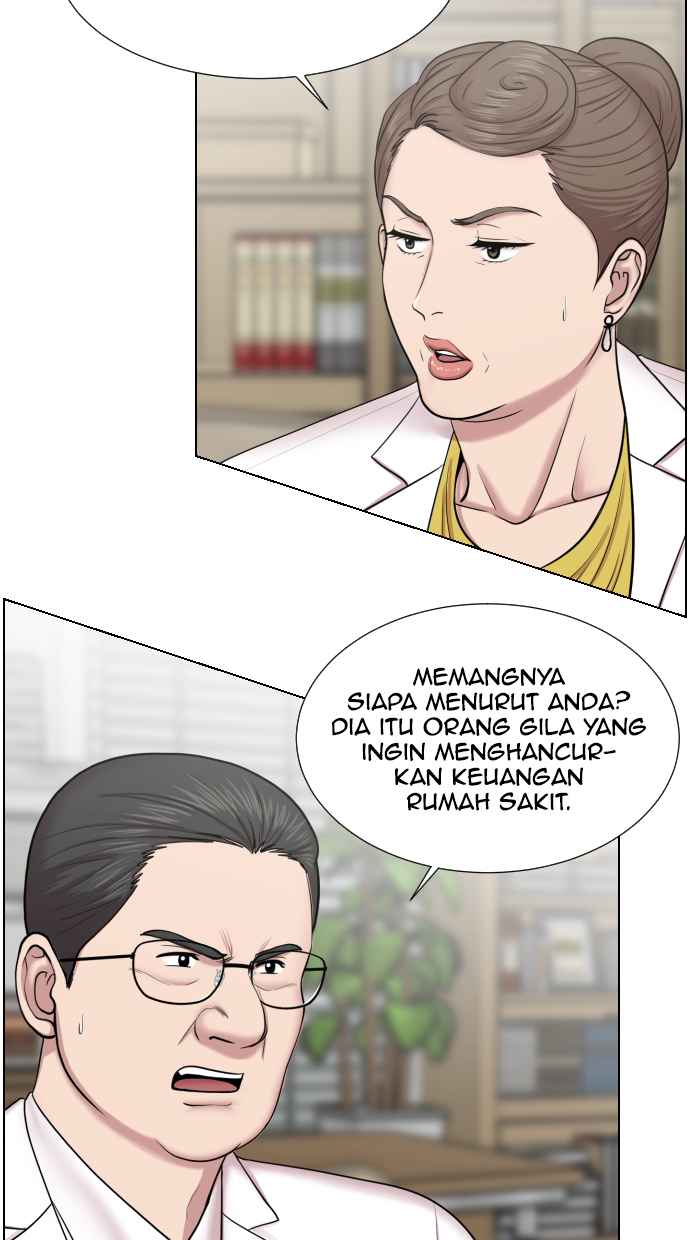 MEMANGNYA
SIAPA MENURUT ANDA?
DIA ITU ORANG GILA YANG
INGIN MENGHANCUR-
KAN KEUANGAN
RUMAH SAKIT.